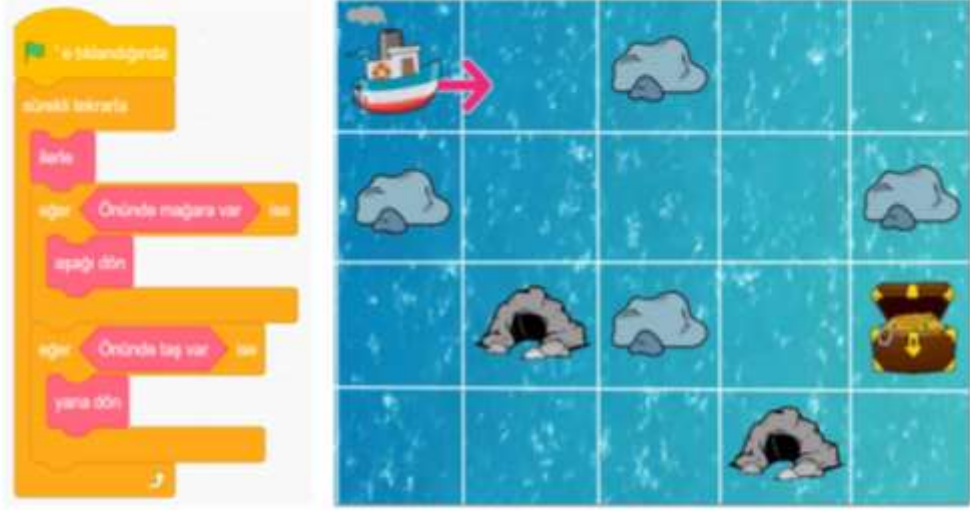 'e tıklandığında
sürekli tekrarla
ilerle
eğer Önünde mağara var ise
aşağı dön
eğer Önünde taş var ise
yana dön